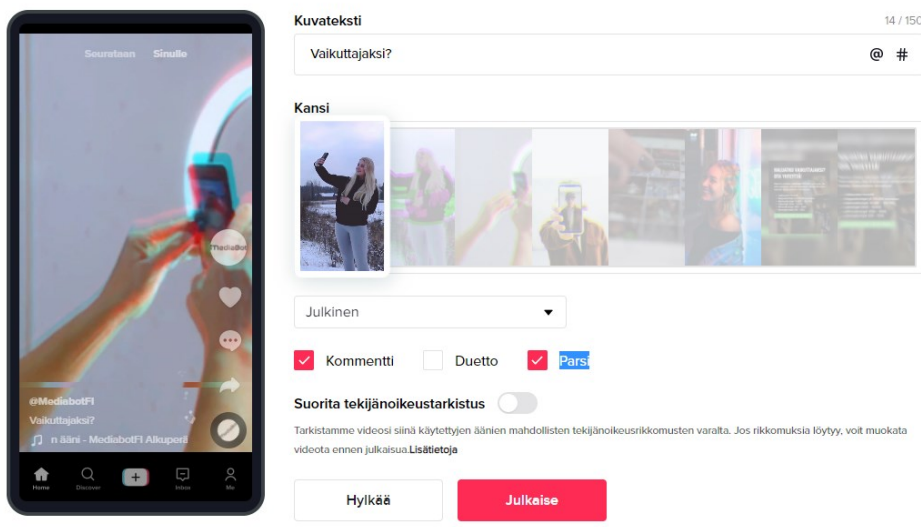 Seurataan Sinulle
MediaBot
@MediabotFI
Vaikuttajaksi?
n ääni - MediabotFI Alkuperä
Home Discover Inbox Me
Kuvateksti 14 / 150
Vaikuttajaksi? @ #
Kansi
Julkinen
Kommentti Duetto Parsi
Suorita tekijänoikeustarkistus
Tarkistamme videosi siinä käytettyjen äänien mahdollisten tekijänoikeusrikkomusten varalta. Jos rikkomuksia löytyy, voit muokata
videota ennen julkaisua.Lisätietoja
Hylkää Julkaise